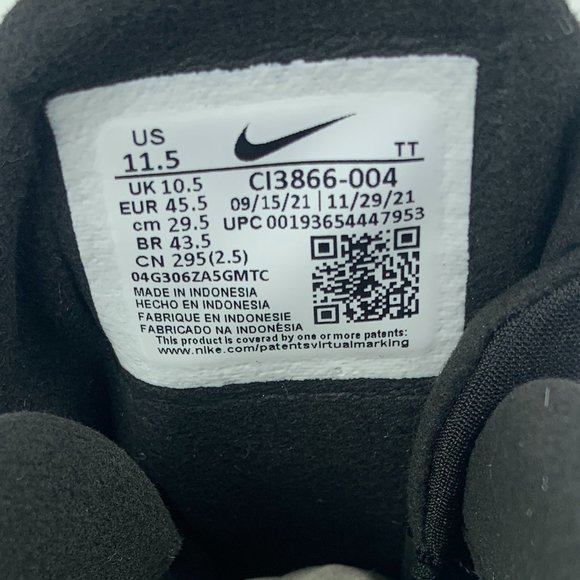 US
11.5
TT
UK 10.5
CI3866-004
EUR 45.5
09/15/21 | 11/29/21
cm 29.5
UPC 00193654447953
BR 43.5
CN 295(2.5)
04G306ZA5GMTC
MADE IN INDONESIA
HECHO EN INDONESIA
FABRIQUE EN INDONESIE
FABRICADO NA INDONÉSIA
This product is covered by one or more patents:
www.nike.com/patentsvirtualmarking